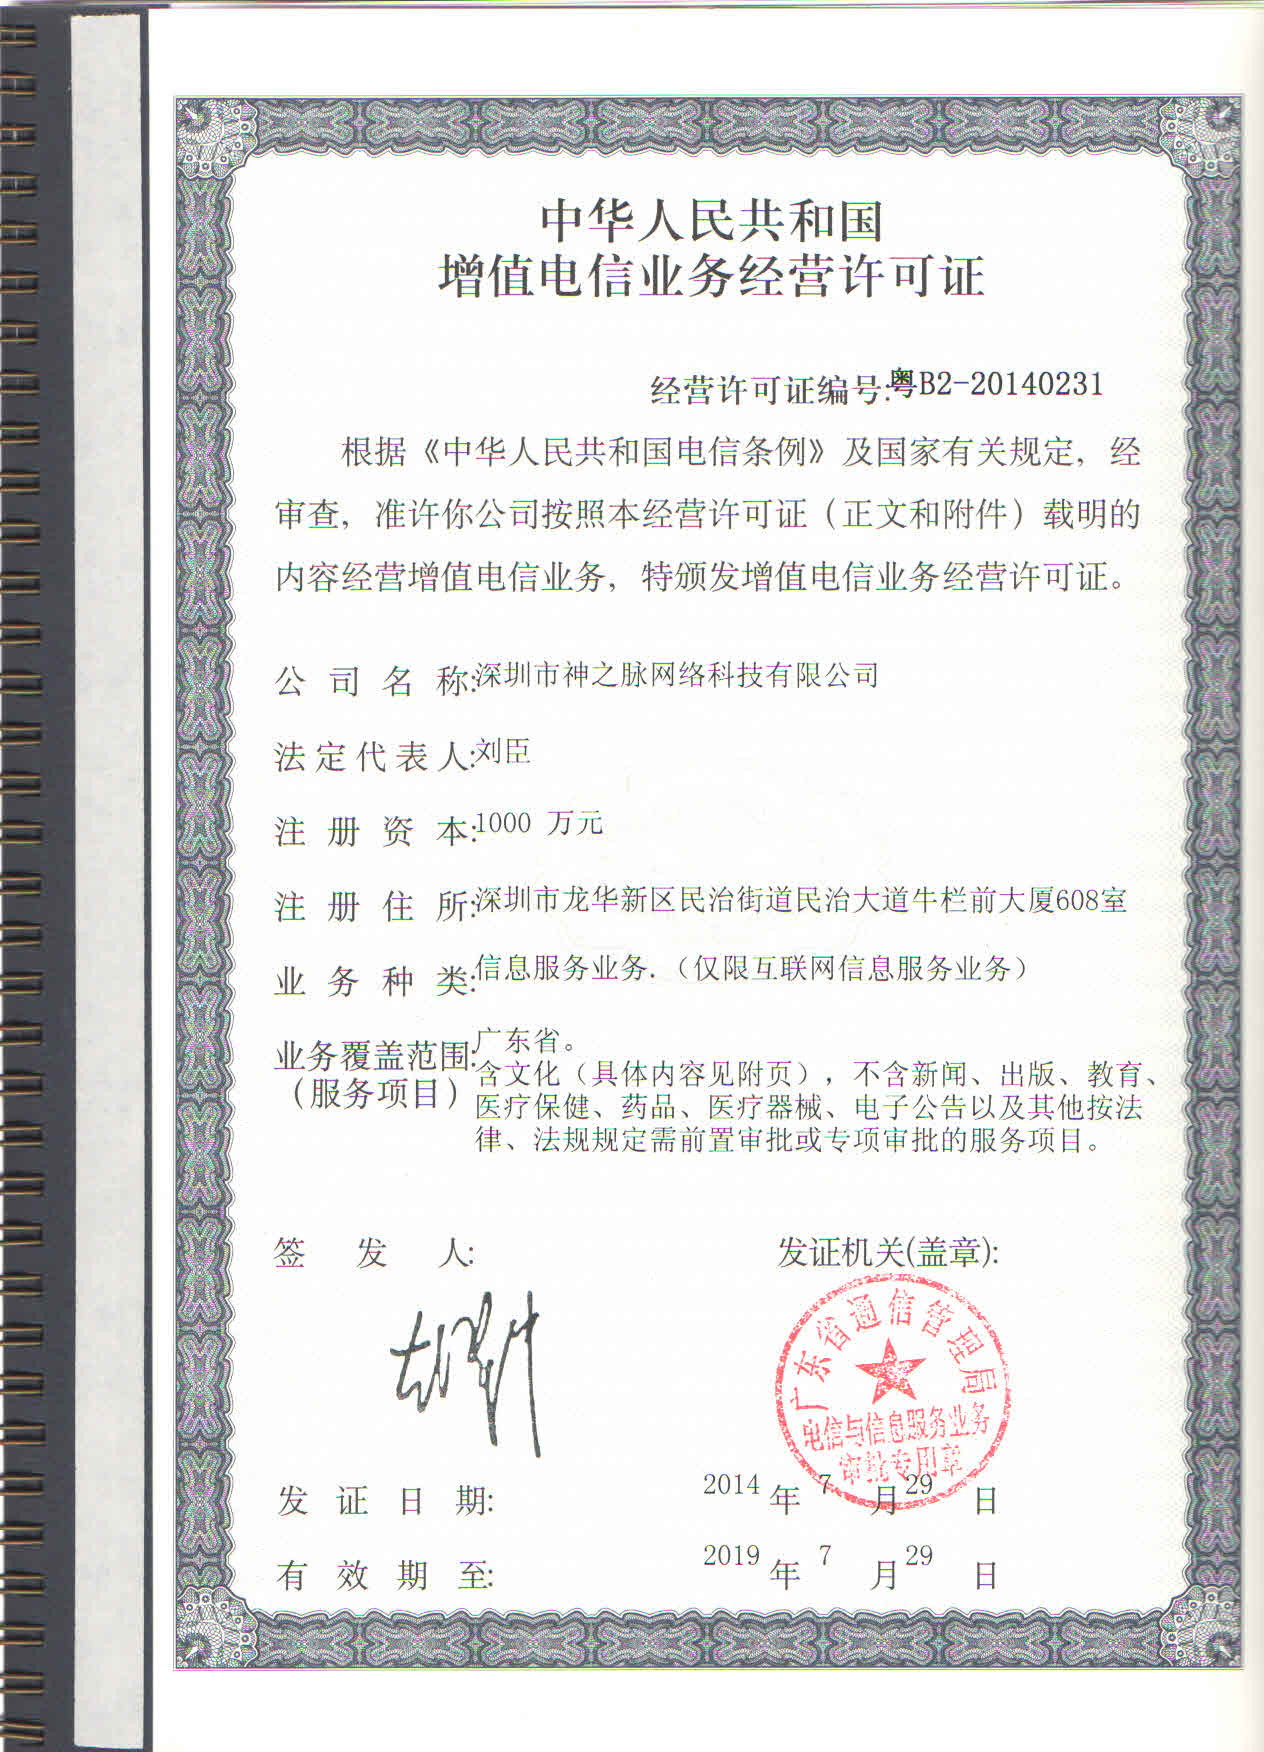 中华人民共和国
增值电信业务经营许可证
经营许可证编号:粤B2-20140231
根据《中华人民共和国电信条例》及国家有关规定，经
审查，准许你公司按照本经营许可证（正文和附件）载明的
内容经营增值电信业务，特颁发增值电信业务经营许可证。
公司名称:深圳市神之脉网络科技有限公司
法定代表人:刘臣
注册资本:1000 万元
注册住所:深圳市龙华新区民治街道民治大道牛栏前大厦608室
业务种类:信息服务业务.（仅限互联网信息服务业务）
业务覆盖范围:广东省。
（服务项目）含文化（具体内容见附页），不含新闻、出版、教育、
医疗保健、药品、医疗器械、电子公告以及其他按法
律、法规规定需前置审批或专项审批的服务项目。
签发人:
发证机关(盖章):
广东省通信管理局
电信与信息服务业务
审批专用章
发证日期: 2014年7月29日
有效期至: 2019年7月29日